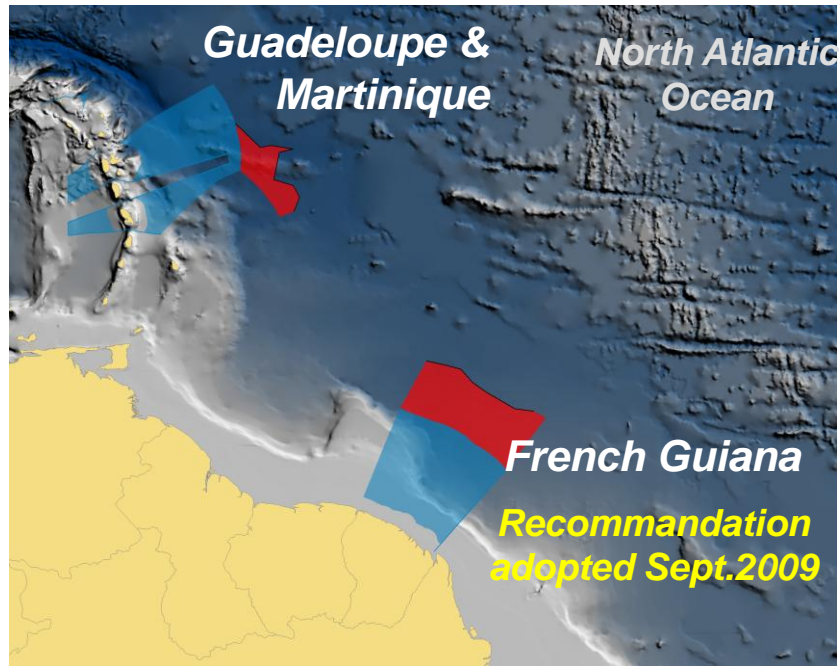 Guadeloupe &
Martinique
North Atlantic
Ocean
French Guiana
Recommandation
adopted Sept.2009